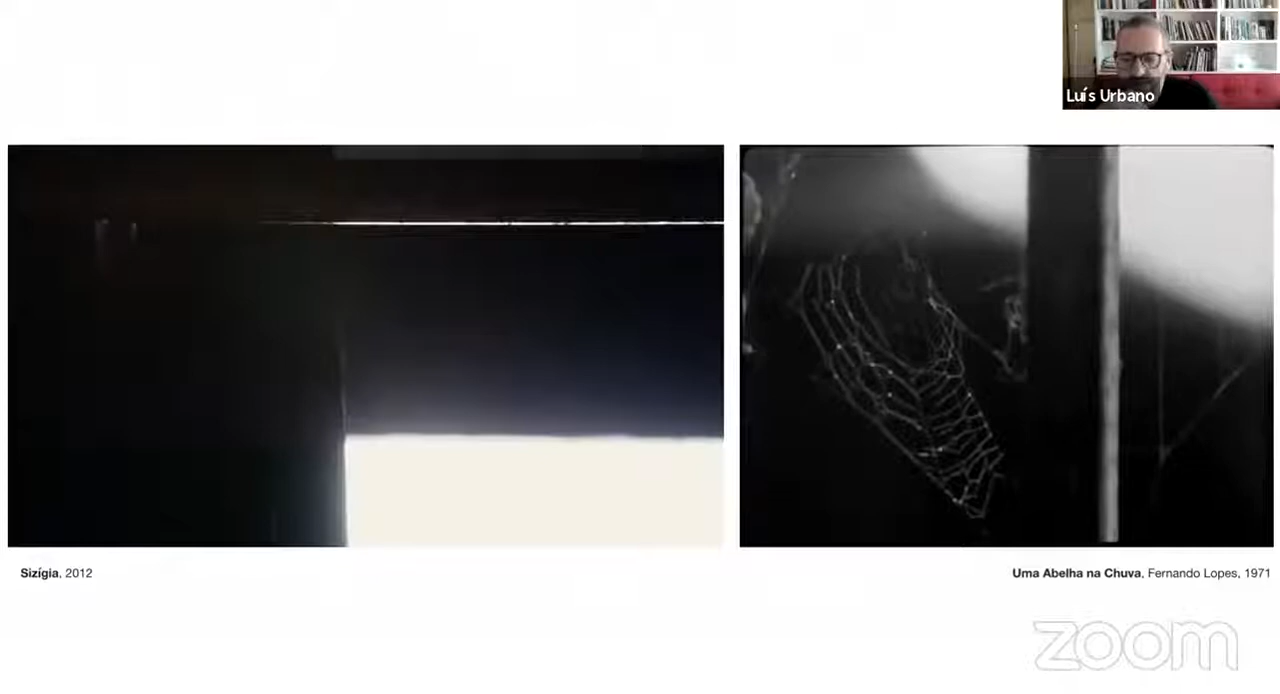 Luís Urbano
Sizígia, 2012
Uma Abelha na Chuva, Fernando Lopes, 1971
zoom